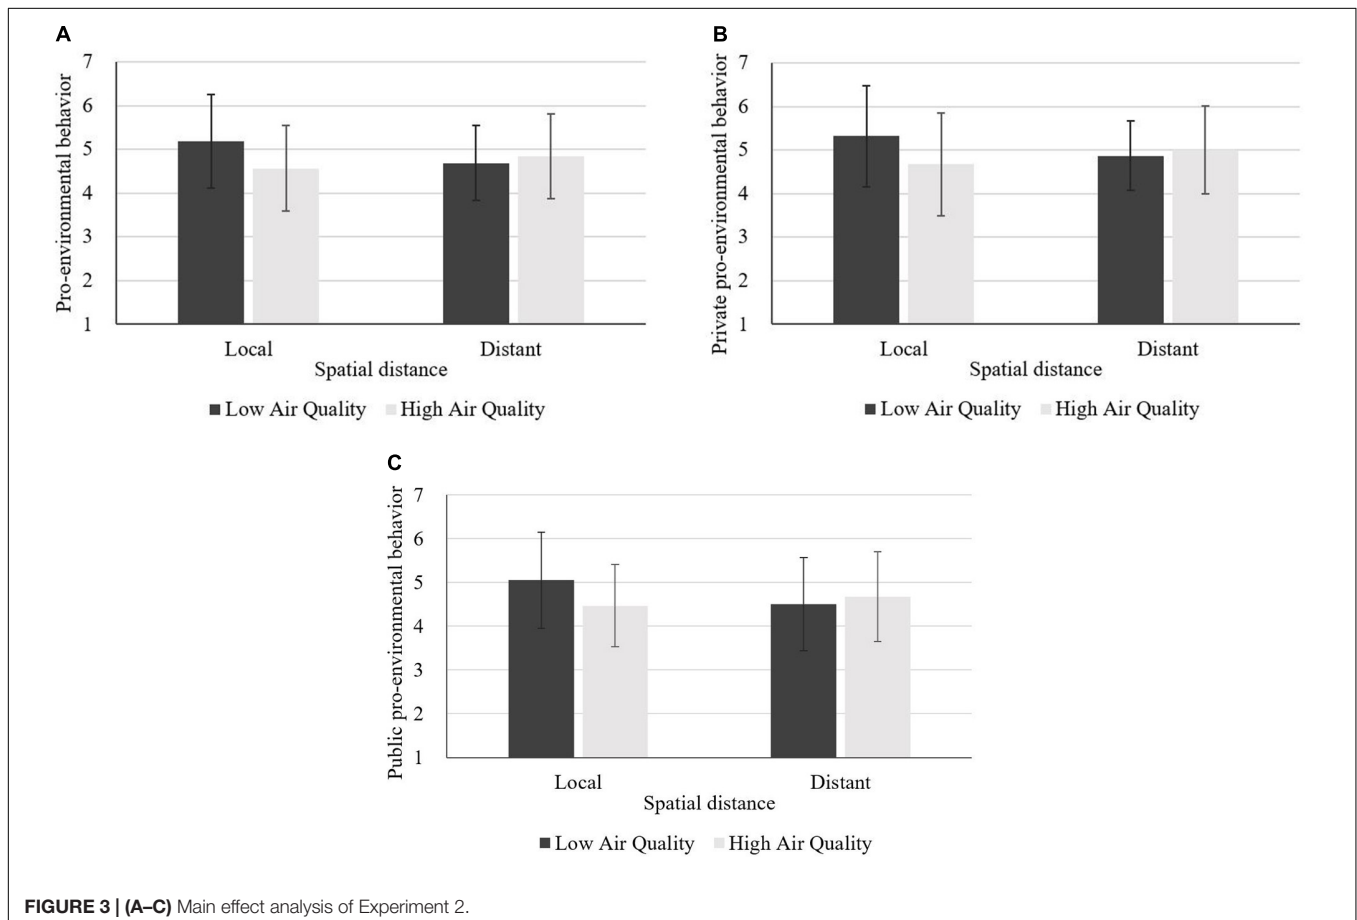 A
Pro-environmental behavior
7
6
5
4
3
2
1
Local
Distant
Spatial distance
Low Air Quality
High Air Quality
B
Private pro-environmental behavior
7
6
5
4
3
2
1
Local
Distant
Spatial distance
Low Air Quality
High Air Quality
C
Public pro-environmental behavior
7
6
5
4
3
2
1
Local
Distant
Spatial distance
Low Air Quality
High Air Quality
FIGURE 3 | (A–C) Main effect analysis of Experiment 2.